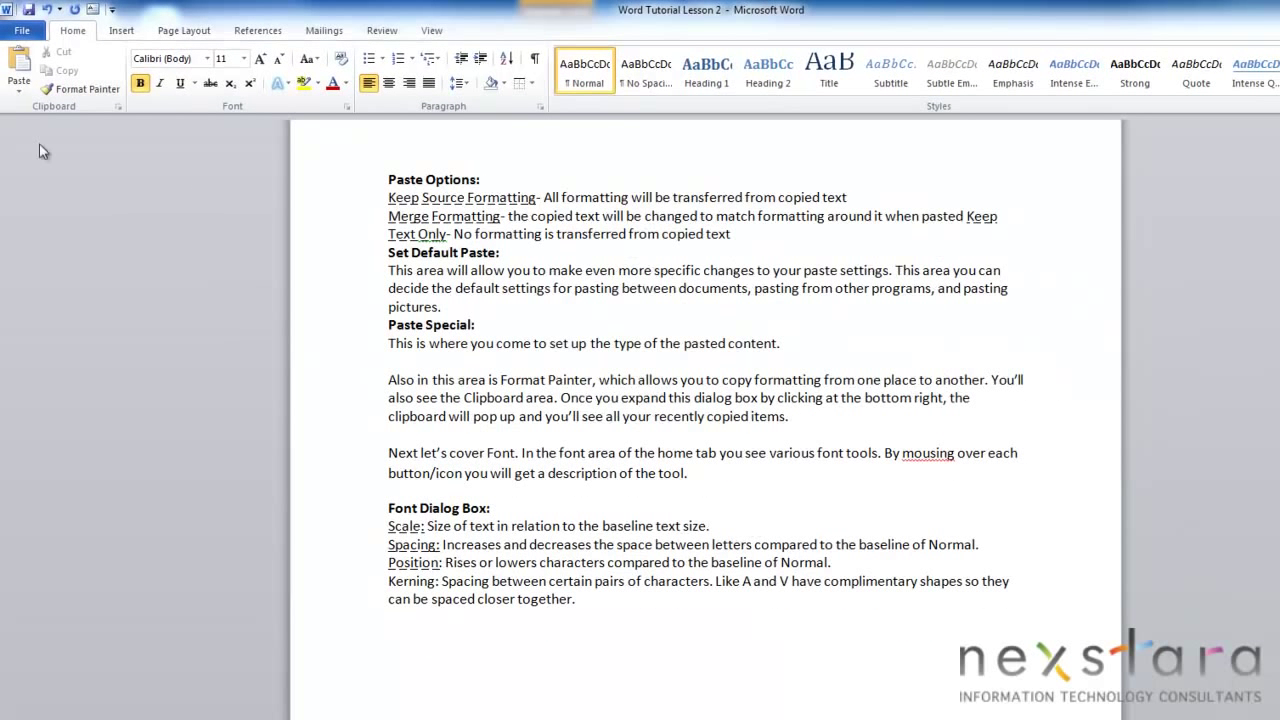 Word Tutorial Lesson 2 - Microsoft Word
File Home Insert Page Layout References Mailings Review View
Cut
Copy
Paste
Format Painter
Calibri (Body) 11
AaBbCcDc AaBbCcDc AaBbC AaBbCc AaB AaBbCc. AaBbCcDc AaBbCcDc AaBbCcDc AaBbCcDc AaBbCcDc AaBbCcDc
¶ Normal ¶ No Spaci... Heading 1 Heading 2 Title Subtitle Subtle Em... Emphasis Intense E... Strong Quote Intense Q...
Clipboard Font Paragraph Styles
Paste Options:
Keep Source Formatting- All formatting will be transferred from copied text
Merge Formatting- the copied text will be changed to match formatting around it when pasted Keep
Text Only- No formatting is transferred from copied text
Set Default Paste:
This area will allow you to make even more specific changes to your paste settings. This area you can
decide the default settings for pasting between documents, pasting from other programs, and pasting
pictures.
Paste Special:
This is where you come to set up the type of the pasted content.
Also in this area is Format Painter, which allows you to copy formatting from one place to another. You'll
also see the Clipboard area. Once you expand this dialog box by clicking at the bottom right, the
clipboard will pop up and you'll see all your recently copied items.
Next let's cover Font. In the font area of the home tab you see various font tools. By mousing over each
button/icon you will get a description of the tool.
Font Dialog Box:
Scale: Size of text in relation to the baseline text size.
Spacing: Increases and decreases the space between letters compared to the baseline of Normal.
Position: Rises or lowers characters compared to the baseline of Normal.
Kerning: Spacing between certain pairs of characters. Like A and V have complimentary shapes so they
can be spaced closer together.
nexstara
INFORMATION TECHNOLOGY CONSULTANTS